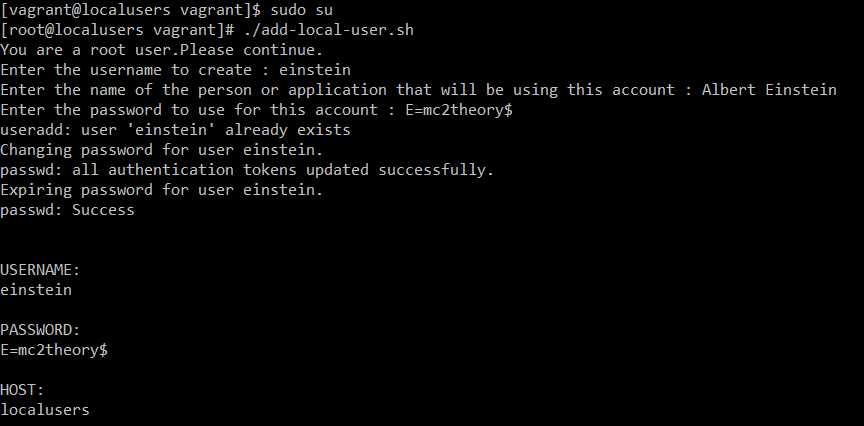 [vagrant@localusers vagrant]$ sudo su
[root@localusers vagrant]# ./add-local-user.sh
You are a root user.Please continue.
Enter the username to create : einstein
Enter the name of the person or application that will be using this account : Albert Einstein
Enter the password to use for this account : E=mc2theory$
useradd: user 'einstein' already exists
Changing password for user einstein.
passwd: all authentication tokens updated successfully.
Expiring password for user einstein.
passwd: Success
USERNAME:
einstein
PASSWORD:
E=mc2theory$
HOST:
localusers